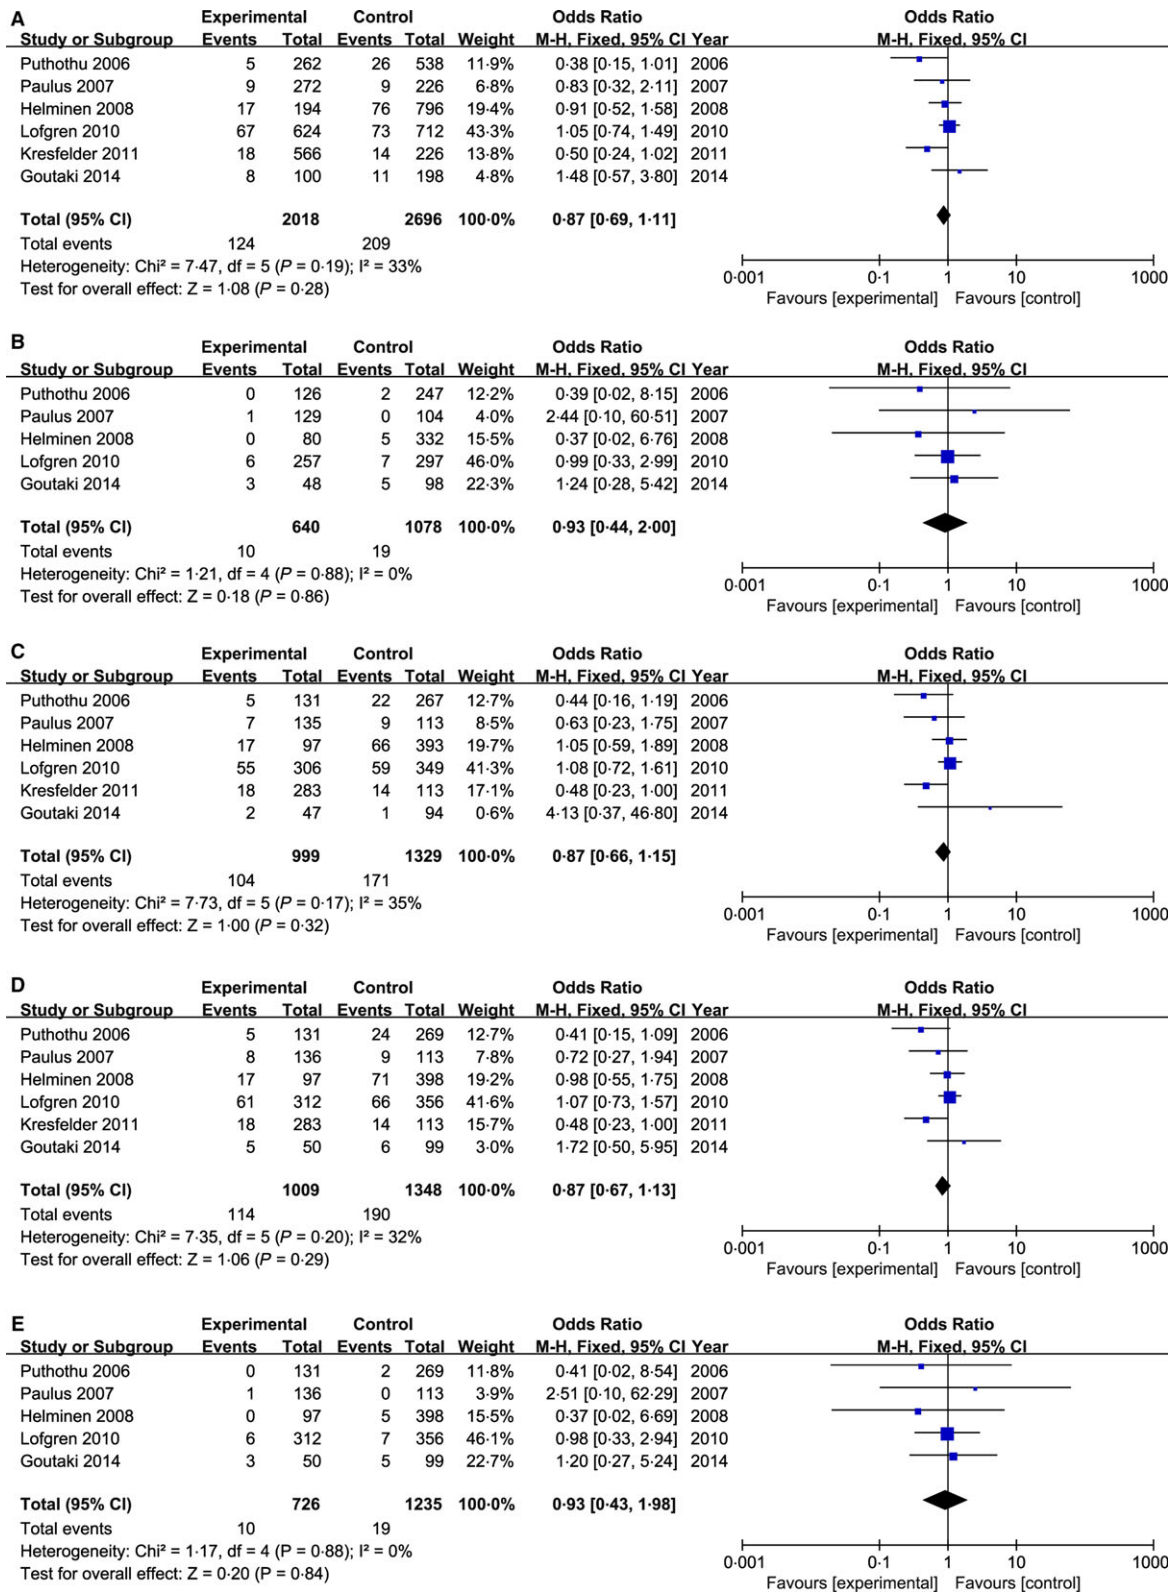 A Experimental Control Odds Ratio Odds Ratio
Study or Subgroup Events Total Events Total Weight M-H, Fixed, 95% CI Year M-H, Fixed, 95% CI
Puthothu 2006 5 262 26 538 11·9% 0·38 [0·15, 1·01] 2006
Paulus 2007 9 272 9 226 6·8% 0·83 [0·32, 2·11] 2007
Helminen 2008 17 194 76 796 19·4% 0·91 [0·52, 1·58] 2008
Lofgren 2010 67 624 73 712 43·3% 1·05 [0·74, 1·49] 2010
Kresfelder 2011 18 566 14 226 13·8% 0·50 [0·24, 1·02] 2011
Goutaki 2014 8 100 11 198 4·8% 1·48 [0·57, 3·80] 2014
Total (95% CI) 2018 2696 100·0% 0·87 [0·69, 1·11]
Total events 124 209
Heterogeneity: Chi² = 7·47, df = 5 (P = 0·19); I² = 33%
Test for overall effect: Z = 1·08 (P = 0·28)
0·001 0·1 1 10 1000
Favours [experimental] Favours [control]
B Experimental Control Odds Ratio Odds Ratio
Study or Subgroup Events Total Events Total Weight M-H, Fixed, 95% CI Year M-H, Fixed, 95% CI
Puthothu 2006 0 126 2 247 12·2% 0·39 [0·02, 8·15] 2006
Paulus 2007 1 129 0 104 4·0% 2·44 [0·10, 60·51] 2007
Helminen 2008 0 80 5 332 15·5% 0·37 [0·02, 6·76] 2008
Lofgren 2010 6 257 7 297 46·0% 0·99 [0·33, 2·99] 2010
Goutaki 2014 3 48 5 98 22·3% 1·24 [0·28, 5·42] 2014
Total (95% CI) 640 1078 100·0% 0·93 [0·44, 2·00]
Total events 10 19
Heterogeneity: Chi² = 1·21, df = 4 (P = 0·88); I² = 0%
Test for overall effect: Z = 0·18 (P = 0·86)
0·001 0·1 1 10 1000
Favours [experimental] Favours [control]
C Experimental Control Odds Ratio Odds Ratio
Study or Subgroup Events Total Events Total Weight M-H, Fixed, 95% CI Year M-H, Fixed, 95% CI
Puthothu 2006 5 131 22 267 12·7% 0·44 [0·16, 1·19] 2006
Paulus 2007 7 135 9 113 8·5% 0·63 [0·23, 1·75] 2007
Helminen 2008 17 97 66 393 19·7% 1·05 [0·59, 1·89] 2008
Lofgren 2010 55 306 59 349 41·3% 1·08 [0·72, 1·61] 2010
Kresfelder 2011 18 283 14 113 17·1% 0·48 [0·23, 1·00] 2011
Goutaki 2014 2 47 1 94 0·6% 4·13 [0·37, 46·80] 2014
Total (95% CI) 999 1329 100·0% 0·87 [0·66, 1·15]
Total events 104 171
Heterogeneity: Chi² = 7·73, df = 5 (P = 0·17); I² = 35%
Test for overall effect: Z = 1·00 (P = 0·32)
0·001 0·1 1 10 1000
Favours [experimental] Favours [control]
D Experimental Control Odds Ratio Odds Ratio
Study or Subgroup Events Total Events Total Weight M-H, Fixed, 95% CI Year M-H, Fixed, 95% CI
Puthothu 2006 5 131 24 269 12·7% 0·41 [0·15, 1·09] 2006
Paulus 2007 8 136 9 113 7·8% 0·72 [0·27, 1·94] 2007
Helminen 2008 17 97 71 398 19·2% 0·98 [0·55, 1·75] 2008
Lofgren 2010 61 312 66 356 41·6% 1·07 [0·73, 1·57] 2010
Kresfelder 2011 18 283 14 113 15·7% 0·48 [0·23, 1·00] 2011
Goutaki 2014 5 50 6 99 3·0% 1·72 [0·50, 5·95] 2014
Total (95% CI) 1009 1348 100·0% 0·87 [0·67, 1·13]
Total events 114 190
Heterogeneity: Chi² = 7·35, df = 5 (P = 0·20); I² = 32%
Test for overall effect: Z = 1·06 (P = 0·29)
0·001 0·1 1 10 1000
Favours [experimental] Favours [control]
E Experimental Control Odds Ratio Odds Ratio
Study or Subgroup Events Total Events Total Weight M-H, Fixed, 95% CI Year M-H, Fixed, 95% CI
Puthothu 2006 0 131 2 269 11·8% 0·41 [0·02, 8·54] 2006
Paulus 2007 1 136 0 113 3·9% 2·51 [0·10, 62·29] 2007
Helminen 2008 0 97 5 398 15·5% 0·37 [0·02, 6·69] 2008
Lofgren 2010 6 312 7 356 46·1% 0·98 [0·33, 2·94] 2010
Goutaki 2014 3 50 5 99 22·7% 1·20 [0·27, 5·24] 2014
Total (95% CI) 726 1235 100·0% 0·93 [0·43, 1·98]
Total events 10 19
Heterogeneity: Chi² = 1·17, df = 4 (P = 0·88); I² = 0%
Test for overall effect: Z = 0·20 (P = 0·84)
0·001 0·1 1 10 1000
Favours [experimental] Favours [control]